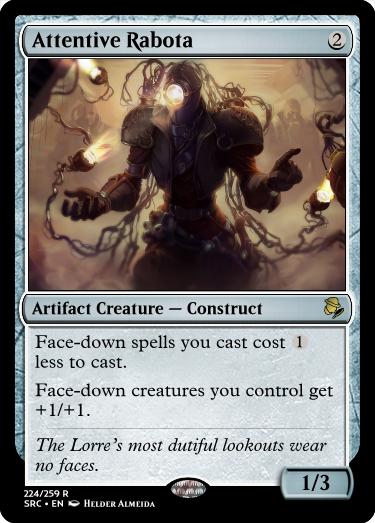 Attentive Rabota
2
Artifact Creature — Construct
Face-down spells you cast cost 1
less to cast.
Face-down creatures you control get
+1/+1.
The Lorre's most dutiful lookouts wear
no faces.
224/259 R
SRC • EN Helder Almeida
1/3